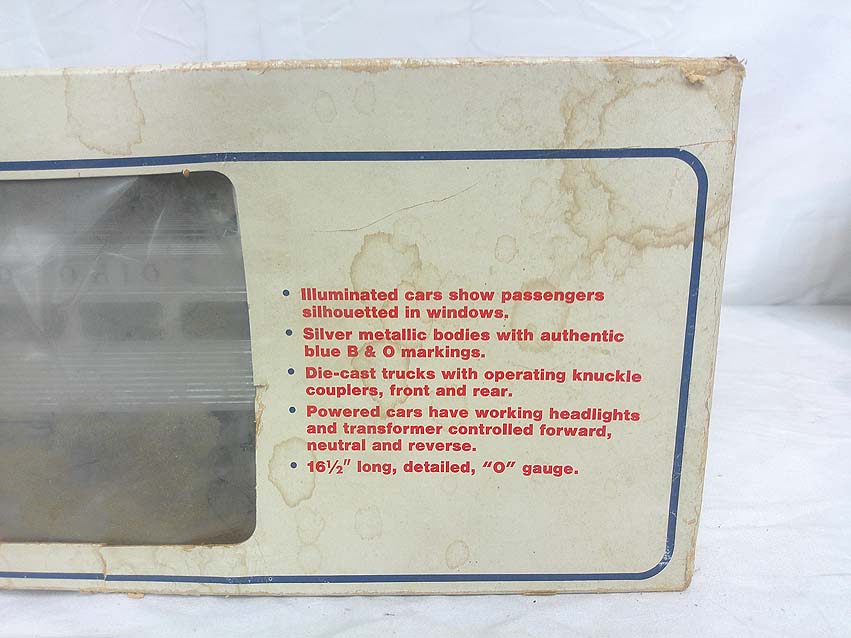 • Illuminated cars show passengers
silhouetted in windows.
• Silver metallic bodies with authentic
blue B & O markings.
• Die-cast trucks with operating knuckle
couplers, front and rear.
• Powered cars have working headlights
and transformer controlled forward,
neutral and reverse.
• 16½" long, detailed, "O" gauge.